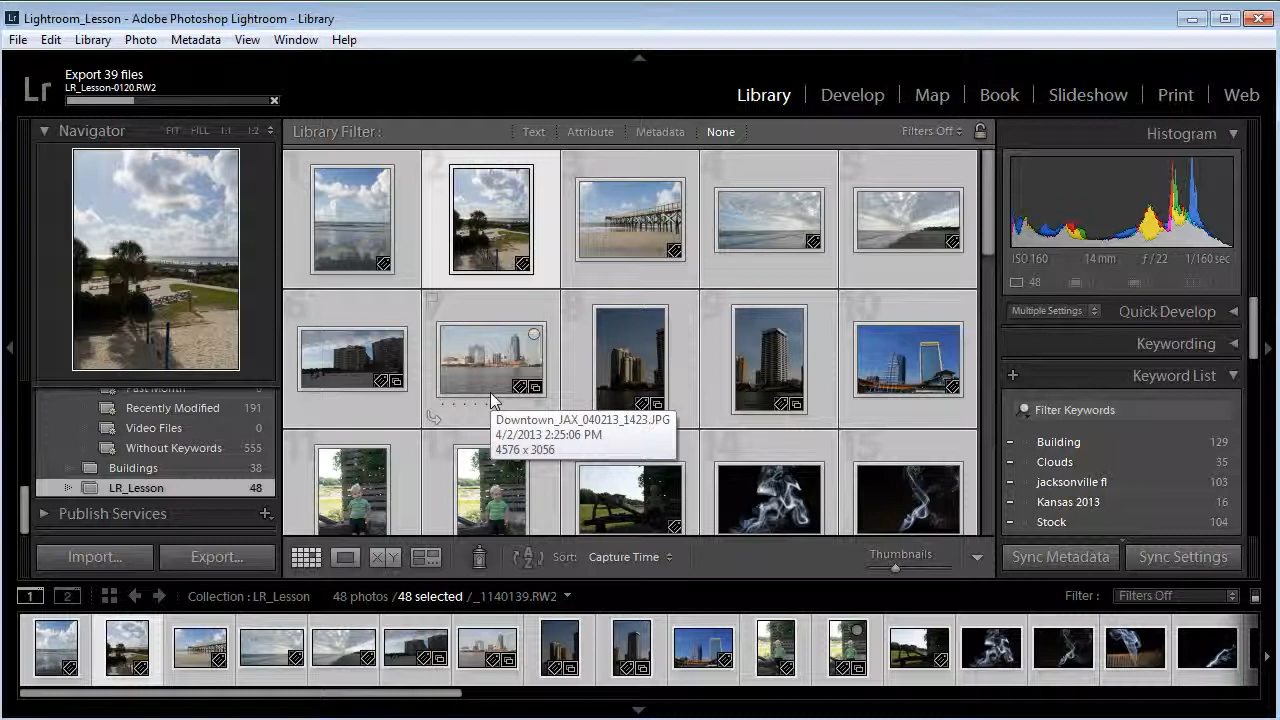 Lightroom_Lesson - Adobe Photoshop Lightroom - Library
File Edit Library Photo Metadata View Window Help
Lr
Export 39 files
LR_Lesson-0120.RW2
Library Develop Map Book Slideshow Print Web
Navigator FIT FILL 1:1 1:2
Library Filter : Text Attribute Metadata None Filters Off
Histogram
ISO 160 14 mm ƒ / 22 1/160 sec
48
Multiple Settings Quick Develop
Keywording
Keyword List
Filter Keywords
Building 129
Clouds 35
jacksonville fl 103
Kansas 2013 16
Stock 104
Past Month 0
Recently Modified 191
Video Files 0
Without Keywords 555
Buildings 38
LR_Lesson 48
Publish Services
Downtown_JAX_040213_1423.JPG
4/2/2013 2:25:06 PM
4576 x 3056
Import... Export...
X Y
Sort: Capture Time
Thumbnails
Sync Metadata Sync Settings
1 2 Collection : LR_Lesson 48 photos / 48 selected / _1140139.RW2 Filter : Filters Off